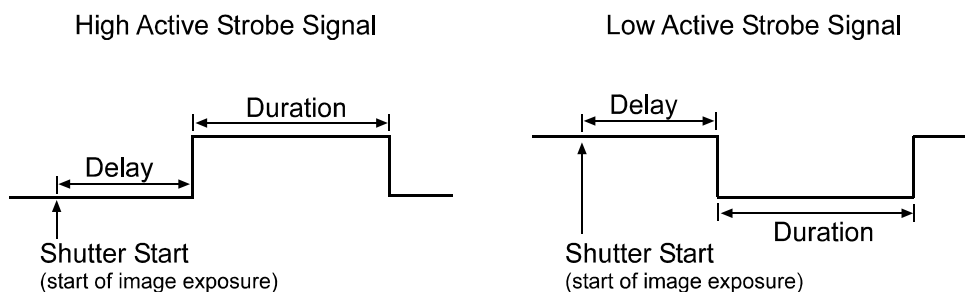 High Active Strobe Signal
Duration
Delay
Shutter Start
(start of image exposure)
Low Active Strobe Signal
Delay
Duration
Shutter Start
(start of image exposure)